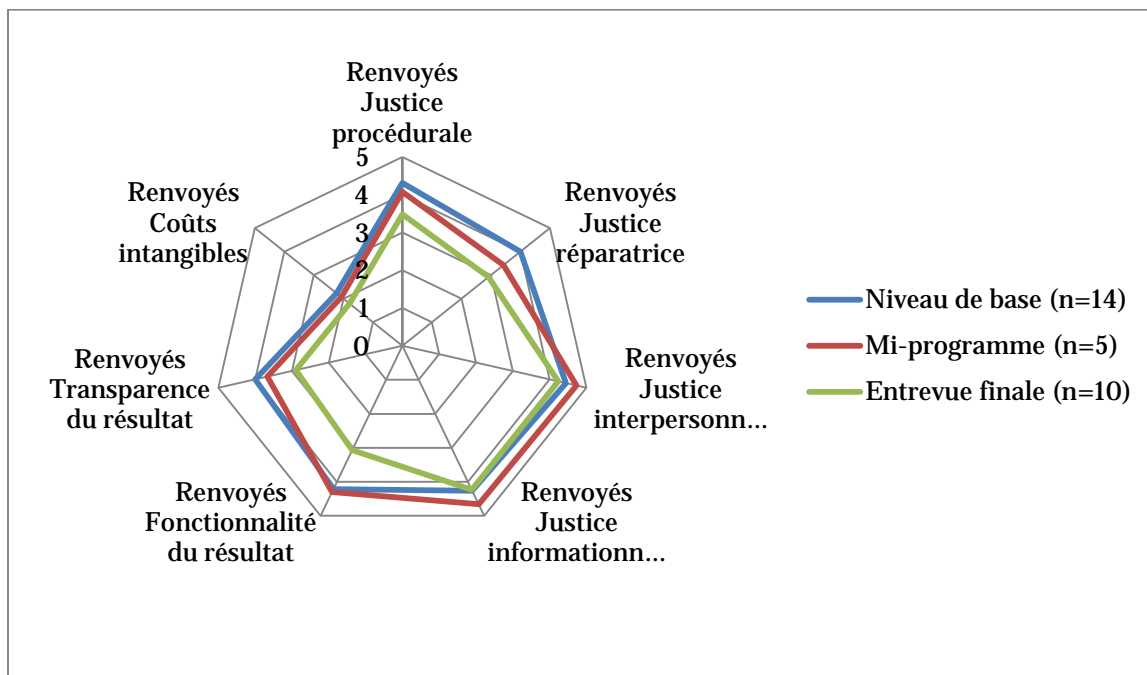 Renvoyés
Justice
procédurale
Renvoyés
Justice
réparatrice
Renvoyés
Justice
interpersonn...
Renvoyés
Justice
informationn...
Renvoyés
Fonctionnalité
du résultat
Renvoyés
Transparence
du résultat
Renvoyés
Coûts
intangibles
5
4
3
2
1
0
Niveau de base (n=14)
Mi-programme (n=5)
Entrevue finale (n=10)